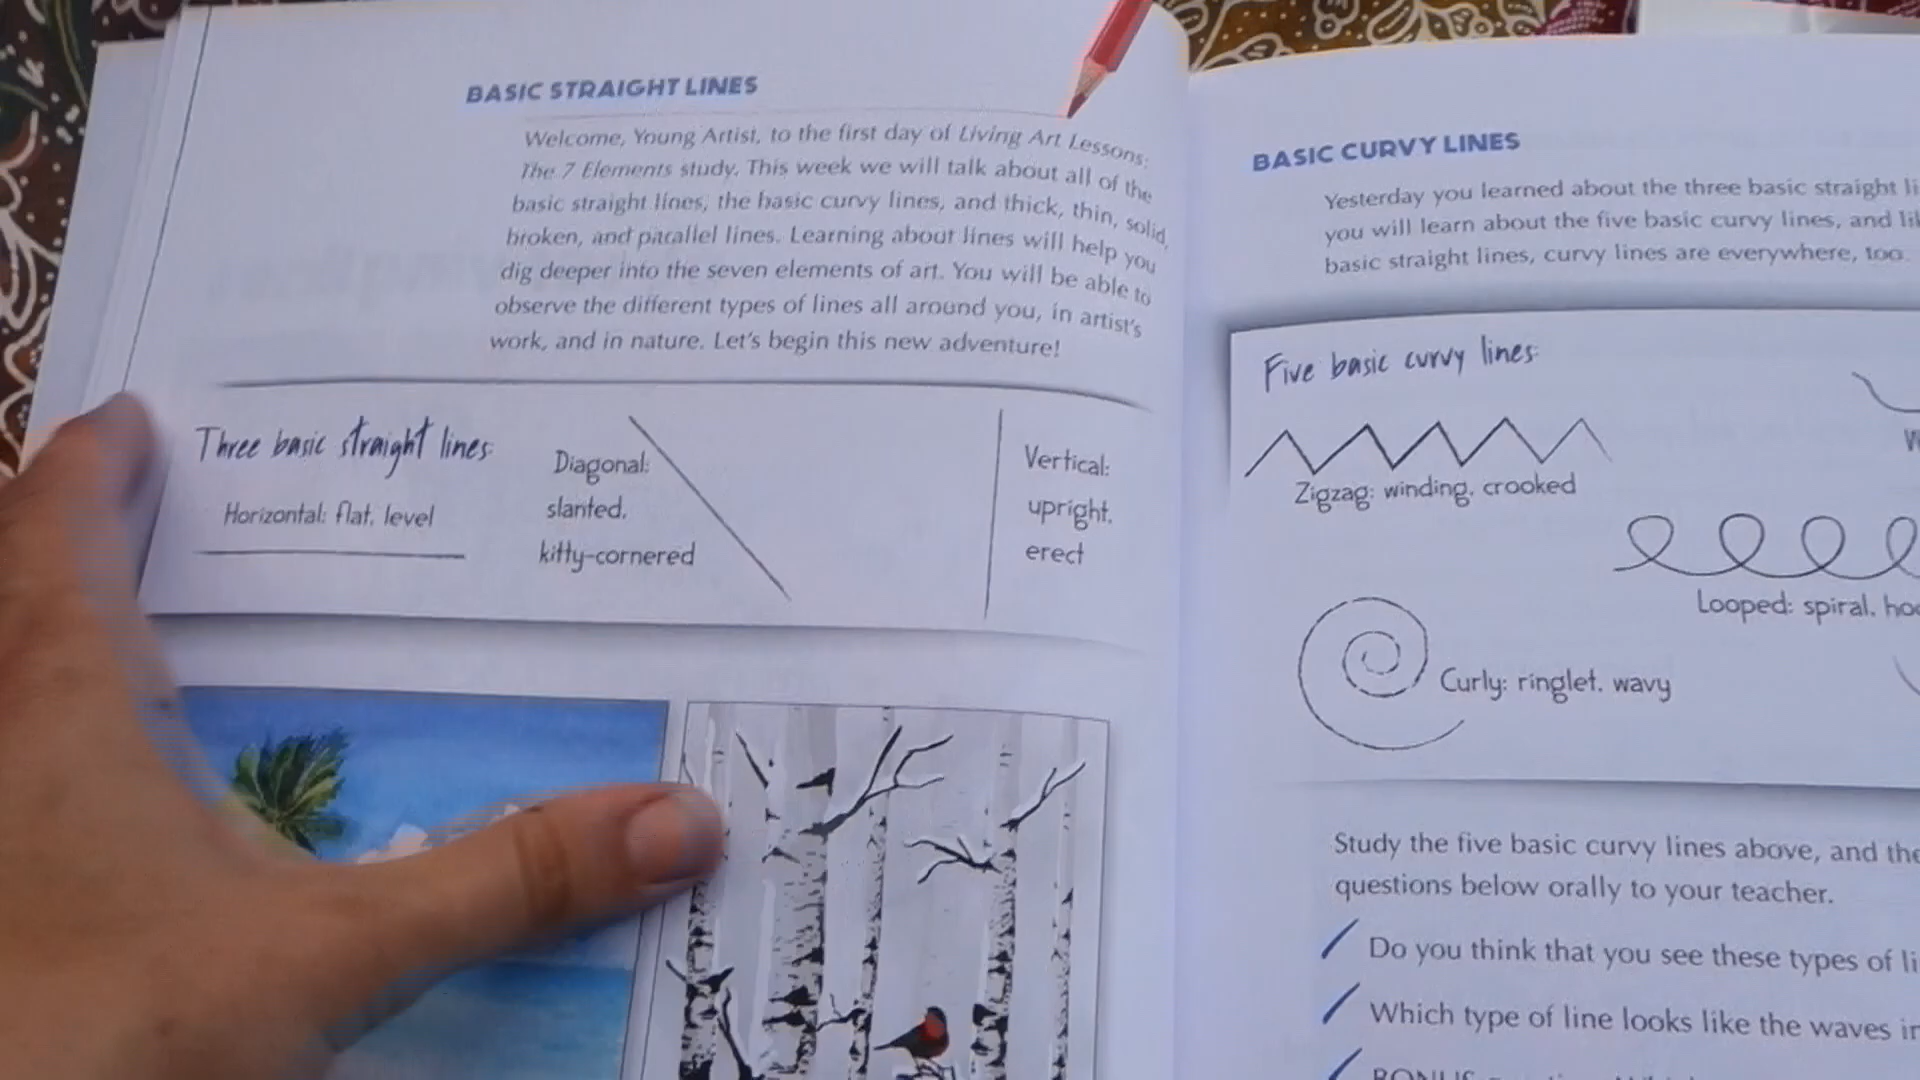 BASIC STRAIGHT LINES
Welcome, Young Artist, to the first day of Living Art Lessons:
The 7 Elements study. This week we will talk about all of the
basic straight lines, the basic curvy lines, and thick, thin, solid,
broken, and parallel lines. Learning about lines will help you
dig deeper into the seven elements of art. You will be able to
observe the different types of lines all around you, in artist's
work, and in nature. Let's begin this new adventure!
Three basic straight lines:
Horizontal: flat, level
Diagonal:
slanted,
kitty-cornered
Vertical:
upright,
erect
BASIC CURVY LINES
Yesterday you learned about the three basic straight
you will learn about the five basic curvy lines, and
basic straight lines, curvy lines are everywhere, too.
Five basic curvy lines:
Zigzag: winding, crooked
Looped: spiral,
Curly: ringlet, wavy
Study the five basic curvy lines above, and
questions below orally to your teacher.
Do you think that you see these types of
Which type of line looks like the waves